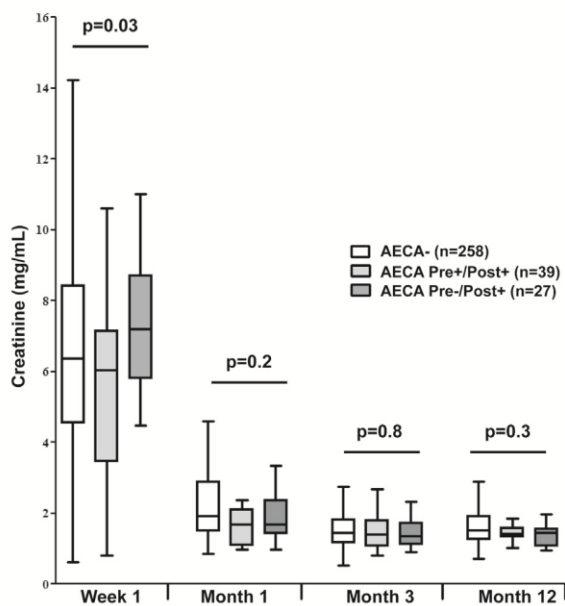 16
14
12
10
8
6
4
2
0
Creatinine (mg/mL)
p=0.03
p=0.2
p=0.8
p=0.3
AECA- (n=258)
AECA Pre+/Post+ (n=39)
AECA Pre-/Post+ (n=27)
Week 1
Month 1
Month 3
Month 12